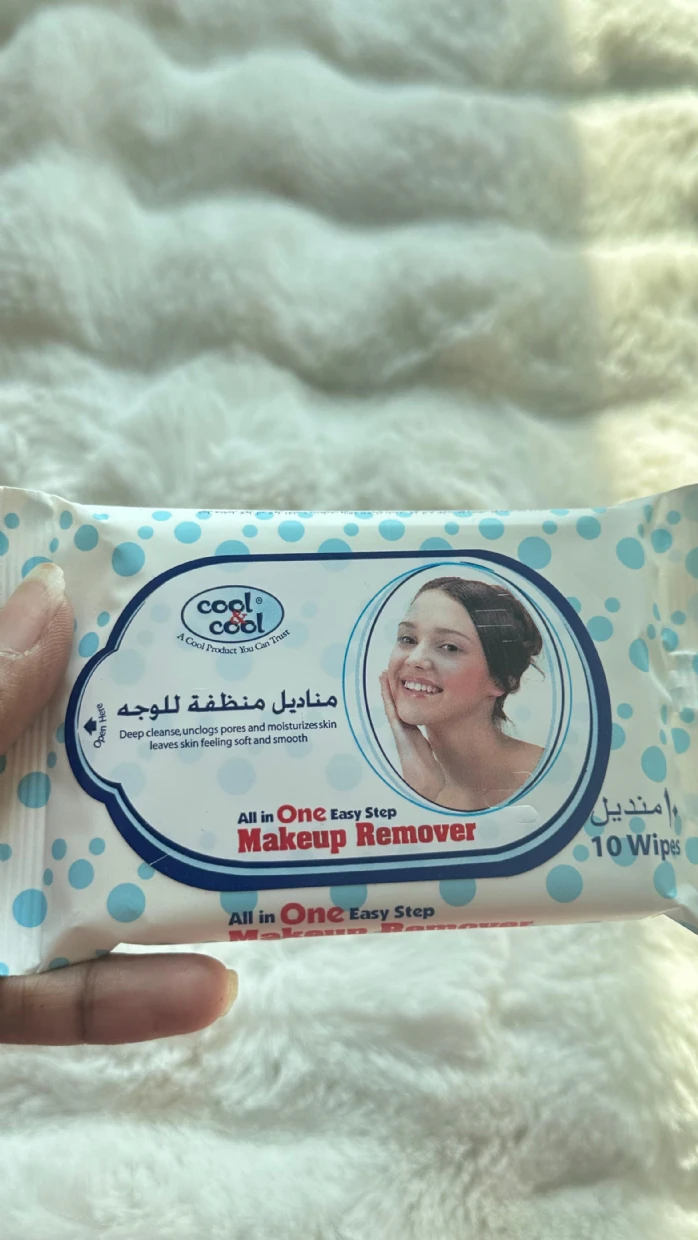 cool ®
&
cool
A Cool Product You Can Trust
مناديل منظفة للوجه
Open Here
Deep cleanse, unclogs pores and moisturizes skin
leaves skin feeling soft and smooth
All in One Easy Step
Makeup Remover
١٠ منديل
10 Wipes
All in One Easy Step
Makeup Remover